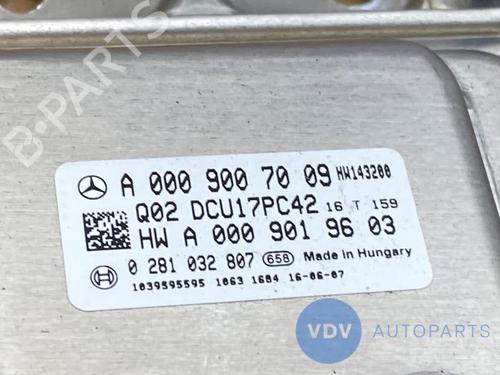 A 000 900 70 09 HW143200
Q02 DCU17PC42 16 T 159
HW A 000 901 96 03
0 281 032 807 658 Made in Hungary
1039S95595 1063 1684 16-06-07
B-PARTS
VDV AUTOPARTS